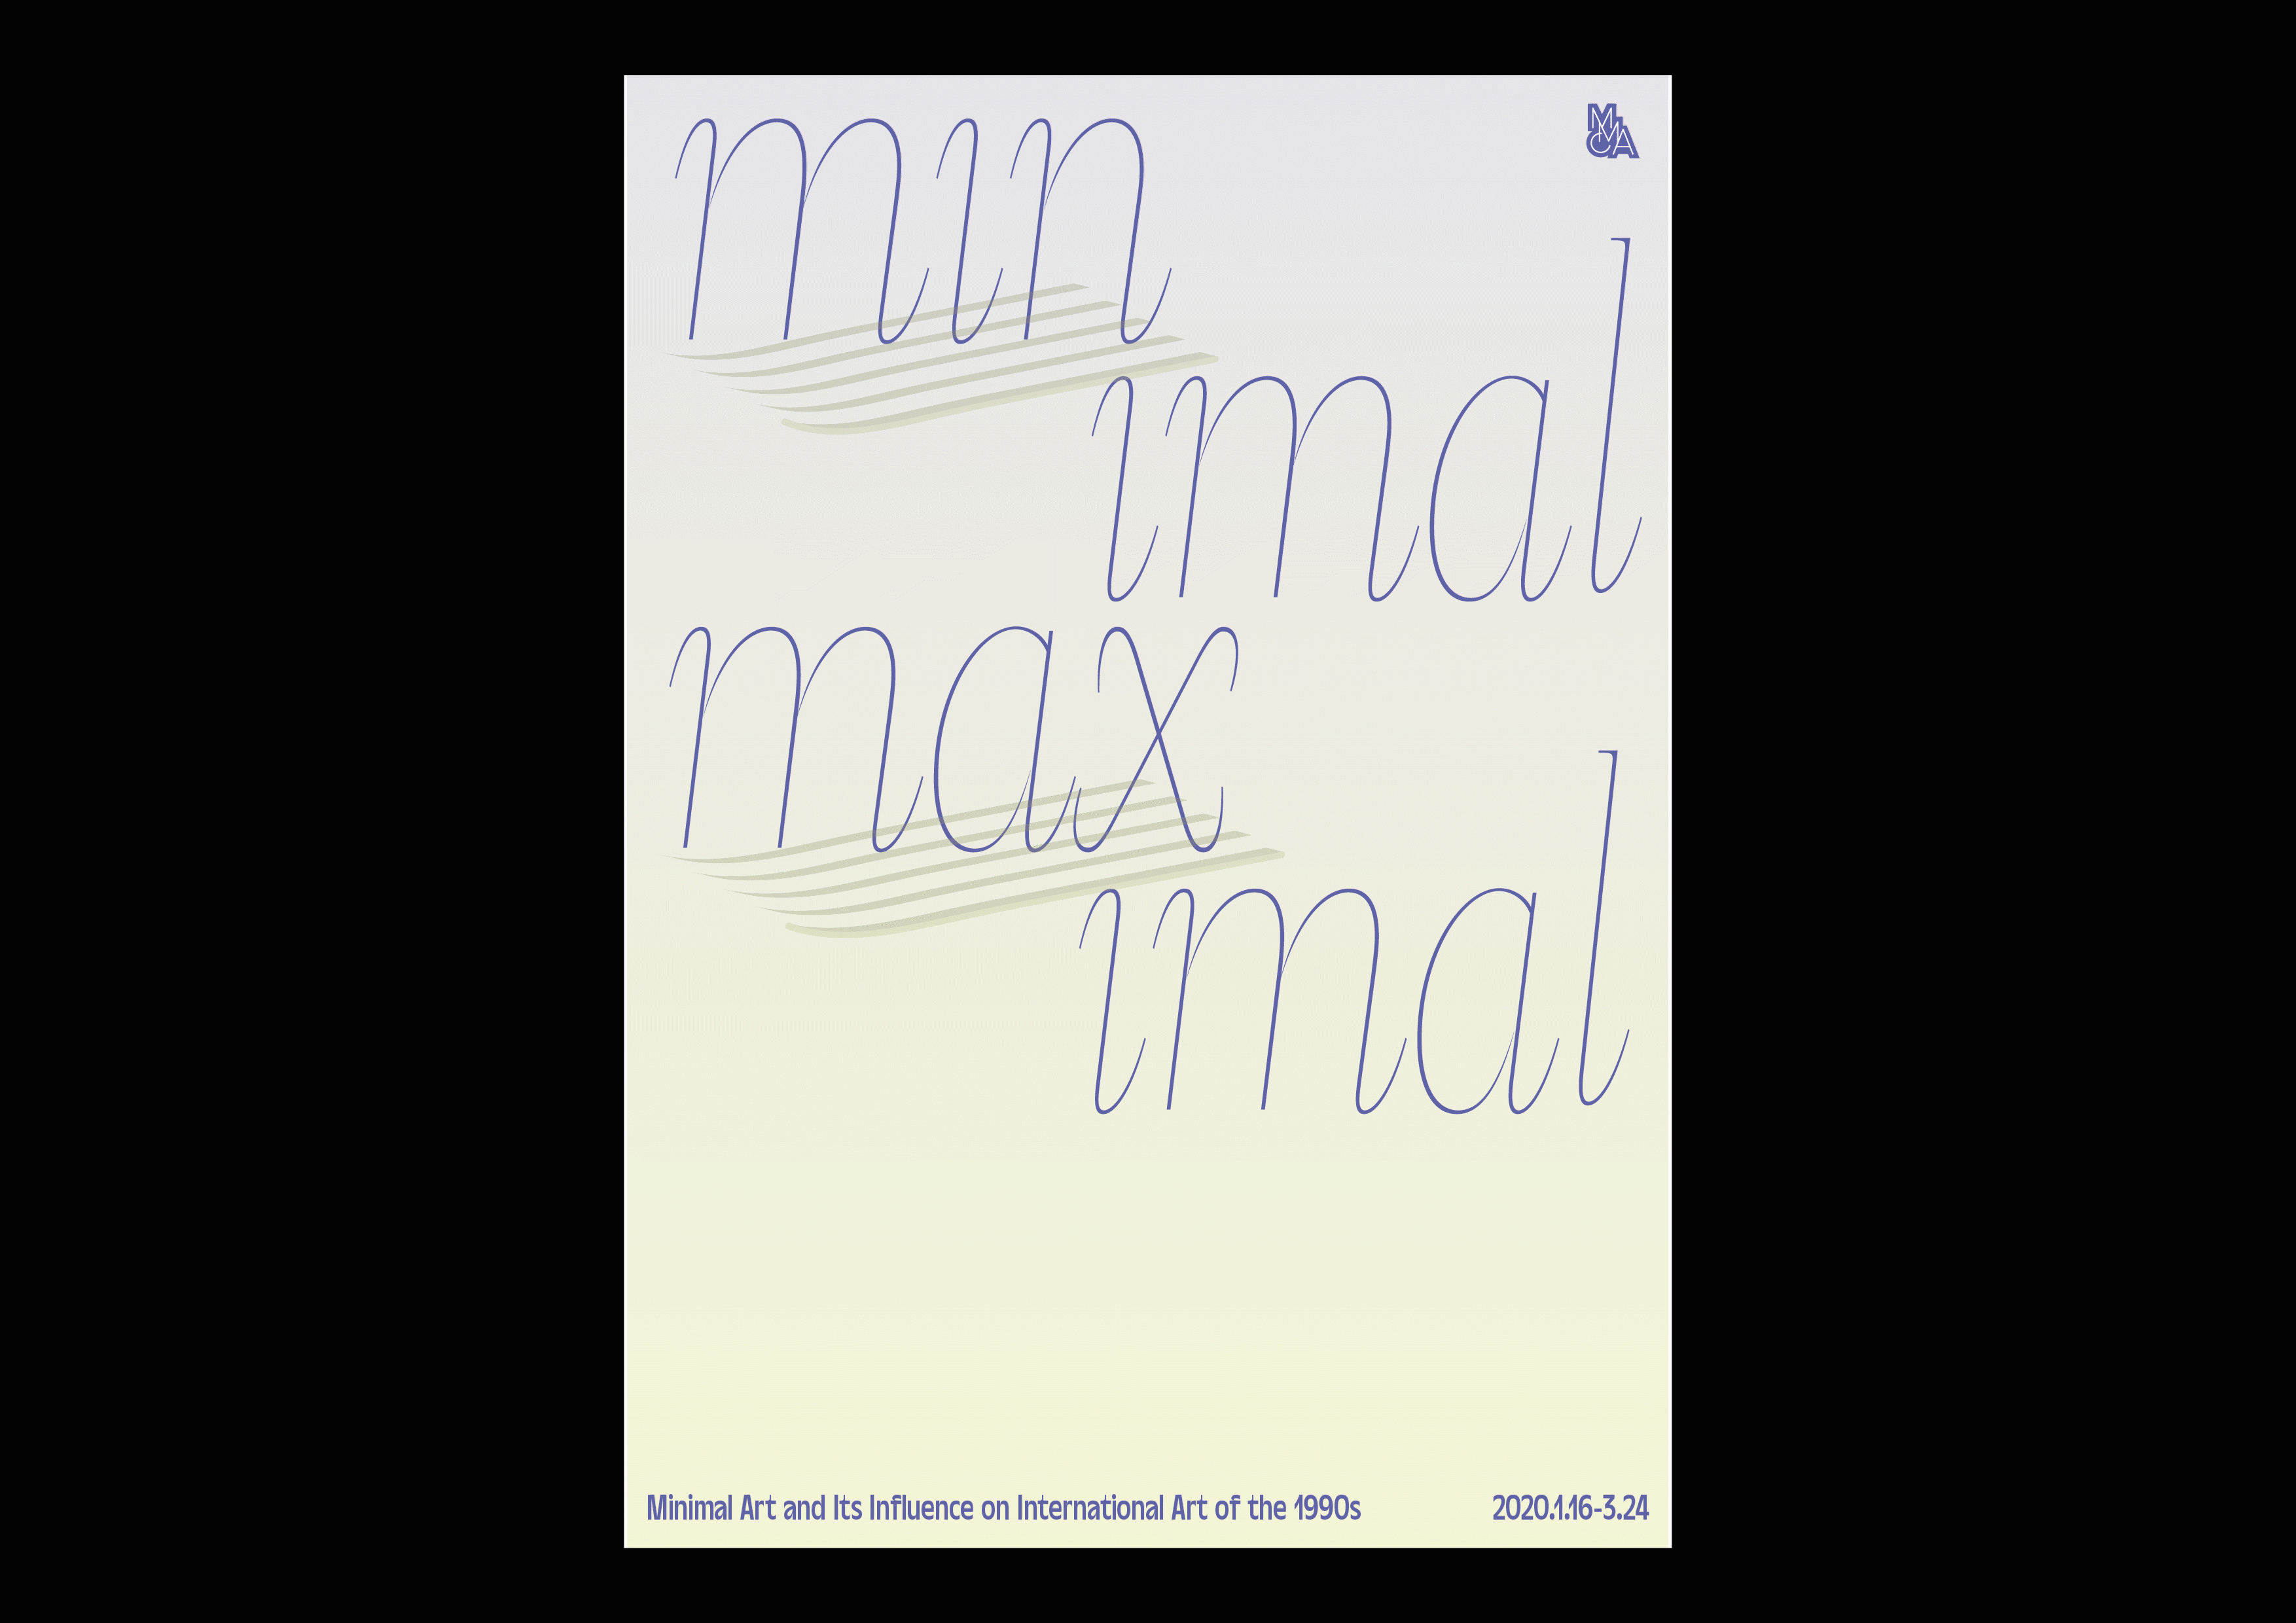 MMCA
min
imal
max
imal
Minimal Art and Its Influence on International Art of the 1990s
2020.1.16-3.24